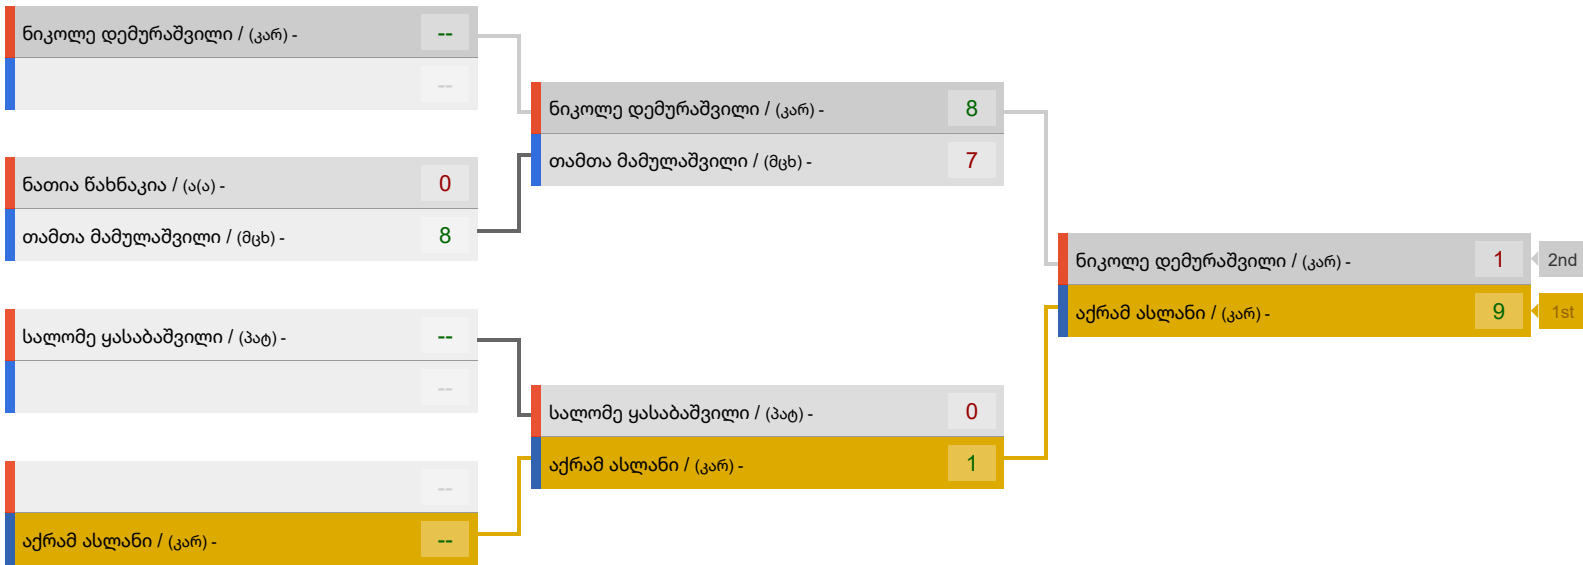 ნიკოლე დემურაშვილი / (კარ) - --
--
ნათია წახნაკია / (ა(ა) - 0
თამთა მამულაშვილი / (მცხ) - 8
სალომე ყასაბაშვილი / (პატ) - --
--
--
აქრამ ასლანი / (კარ) - --
ნიკოლე დემურაშვილი / (კარ) - 8
თამთა მამულაშვილი / (მცხ) - 7
სალომე ყასაბაშვილი / (პატ) - 0
აქრამ ასლანი / (კარ) - 1
ნიკოლე დემურაშვილი / (კარ) - 1 2nd
აქრამ ასლანი / (კარ) - 9 1st